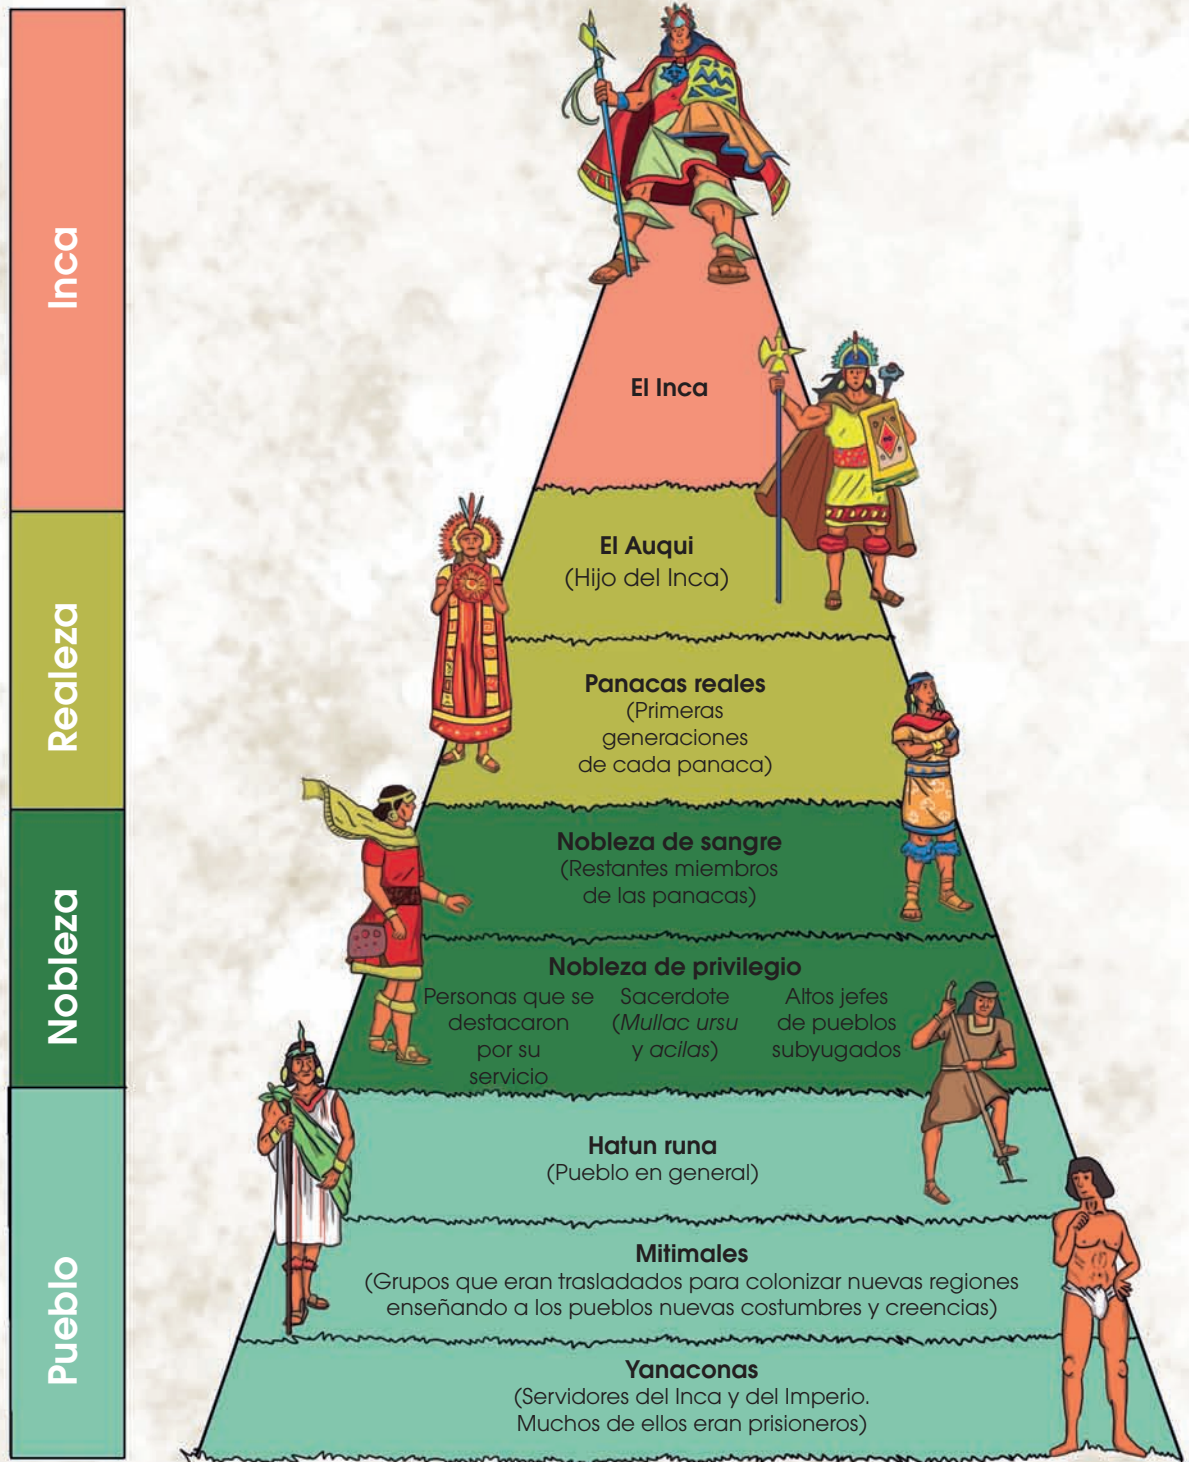 Inca
El Inca
Realeza
El Auqui
(Hijo del Inca)
Panacas reales
(Primeras
generaciones
de cada panaca)
Nobleza
Nobleza de sangre
(Restantes miembros
de las panacas)
Nobleza de privilegio
Personas que se
destacaron
por su
servicio
Sacerdote
(Mullac ursu
y acilas)
Altos jefes
de pueblos
subyugados
Pueblo
Hatun runa
(Pueblo en general)
Mitimales
(Grupos que eran trasladados para colonizar nuevas regiones
enseñando a los pueblos nuevas costumbres y creencias)
Yanaconas
(Servidores del Inca y del Imperio.
Muchos de ellos eran prisioneros)